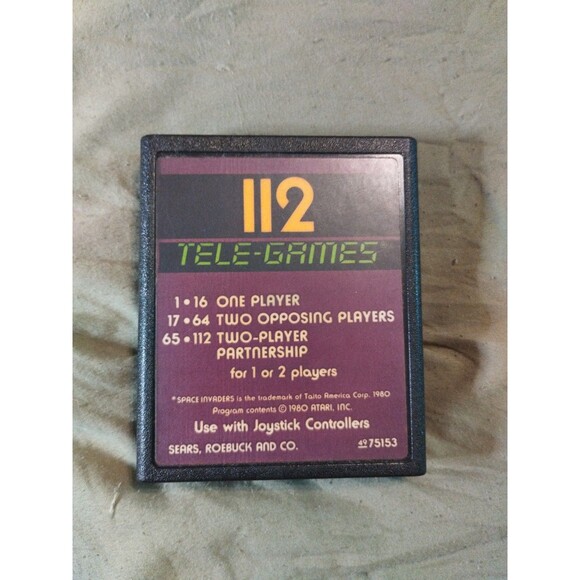 112
TELE-GAMES
1•16 ONE PLAYER
17•64 TWO OPPOSING PLAYERS
65•112 TWO-PLAYER
PARTNERSHIP
for 1 or 2 players
*SPACE INVADERS is the trademark of Taito America Corp. 1980
Program contents © 1980 ATARI, INC.
Use with Joystick Controllers
SEARS, ROEBUCK AND CO. 49 75153